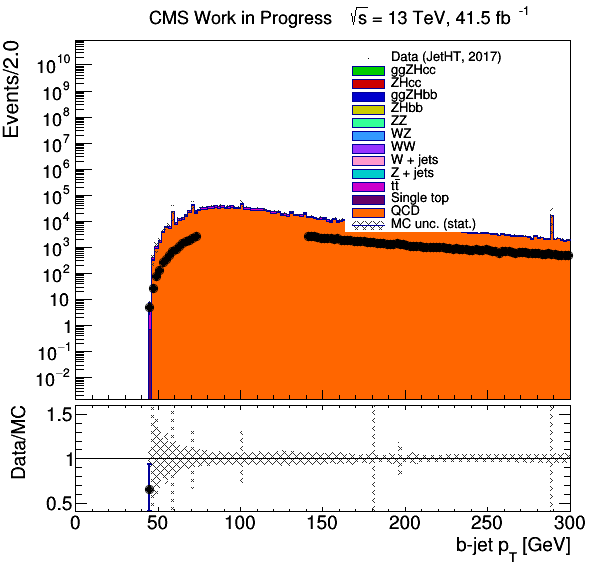 CMS Work in Progress √s = 13 TeV, 41.5 fb⁻¹
Events/2.0
10¹⁰
10⁹
10⁸
10⁷
10⁶
10⁵
10⁴
10³
10²
10
1
10⁻¹
10⁻²
Data (JetHT, 2017)
ggZHcc
ZHcc
ggZHbb
ZHbb
ZZ
WZ
WW
W + jets
Z + jets
tt̄
Single top
QCD
MC unc. (stat.)
Data/MC
1.5
1
0.5
0 50 100 150 200 250 300
b-jet p_T [GeV]